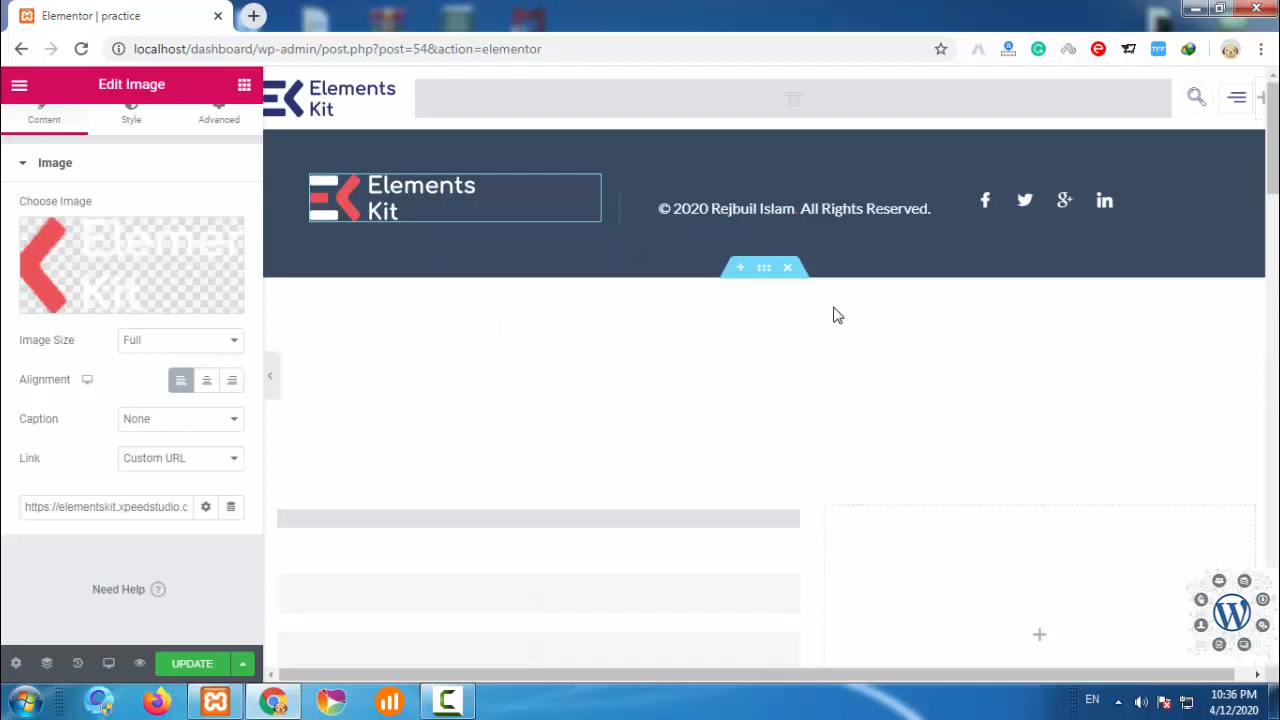 Elementor | practice
localhost/dashboard/wp-admin/post.php?post=54&action=elementor
Edit Image
Content
Style
Advanced
Image
Choose Image
Image Size
Full
Alignment
Caption
None
Link
Custom URL
https://elementskit.xpeedstudio.c
Need Help
UPDATE
Elements
Kit
Elements
Kit
© 2020 Rejbuil Islam. All Rights Reserved.
EN
10:36 PM
4/12/2020